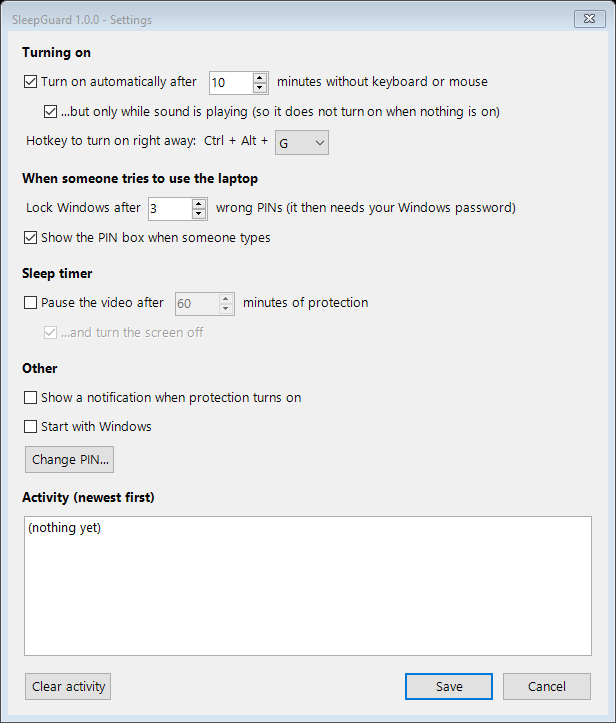 SleepGuard 1.0.0 - Settings
Turning on
Turn on automatically after 10 minutes without keyboard or mouse
...but only while sound is playing (so it does not turn on when nothing is on)
Hotkey to turn on right away: Ctrl + Alt + G
When someone tries to use the laptop
Lock Windows after 3 wrong PINs (it then needs your Windows password)
Show the PIN box when someone types
Sleep timer
Pause the video after 60 minutes of protection
...and turn the screen off
Other
Show a notification when protection turns on
Start with Windows
Change PIN...
Activity (newest first)
(nothing yet)
Clear activity Save Cancel